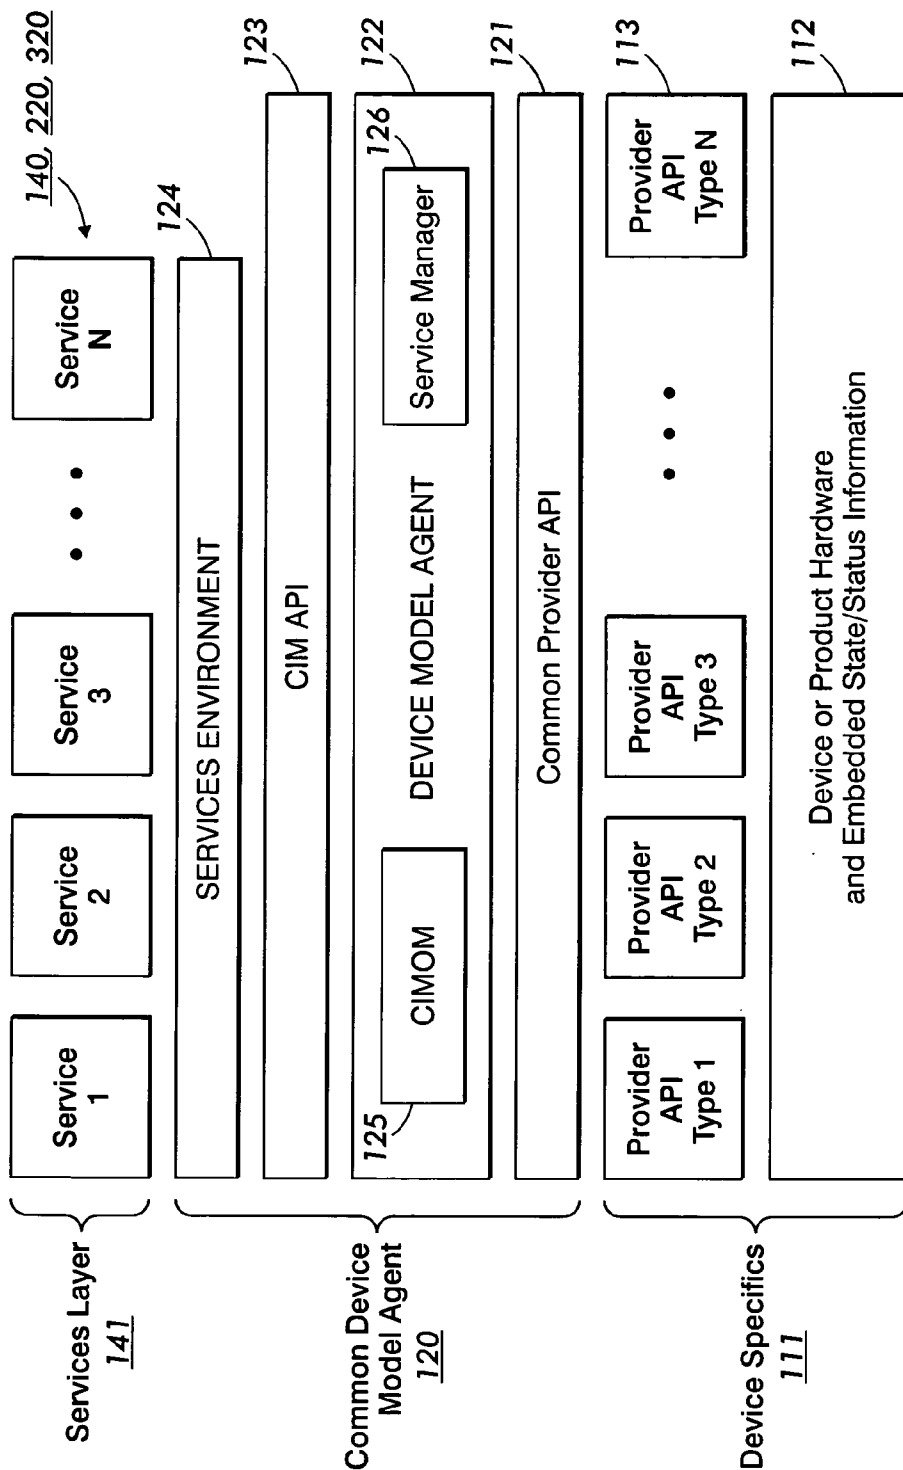 140, 220, 320
Services Layer
141
Service
1
Service
2
Service
3
Service
N
124
SERVICES ENVIRONMENT
123
CIM API
Common Device
Model Agent
120
122
125
CIMOM
DEVICE MODEL AGENT
126
Service Manager
121
Common Provider API
113
Device Specifics
111
Provider
API
Type 1
Provider
API
Type 2
Provider
API
Type 3
Provider
API
Type N
112
Device or Product Hardware
and Embedded State/Status Information